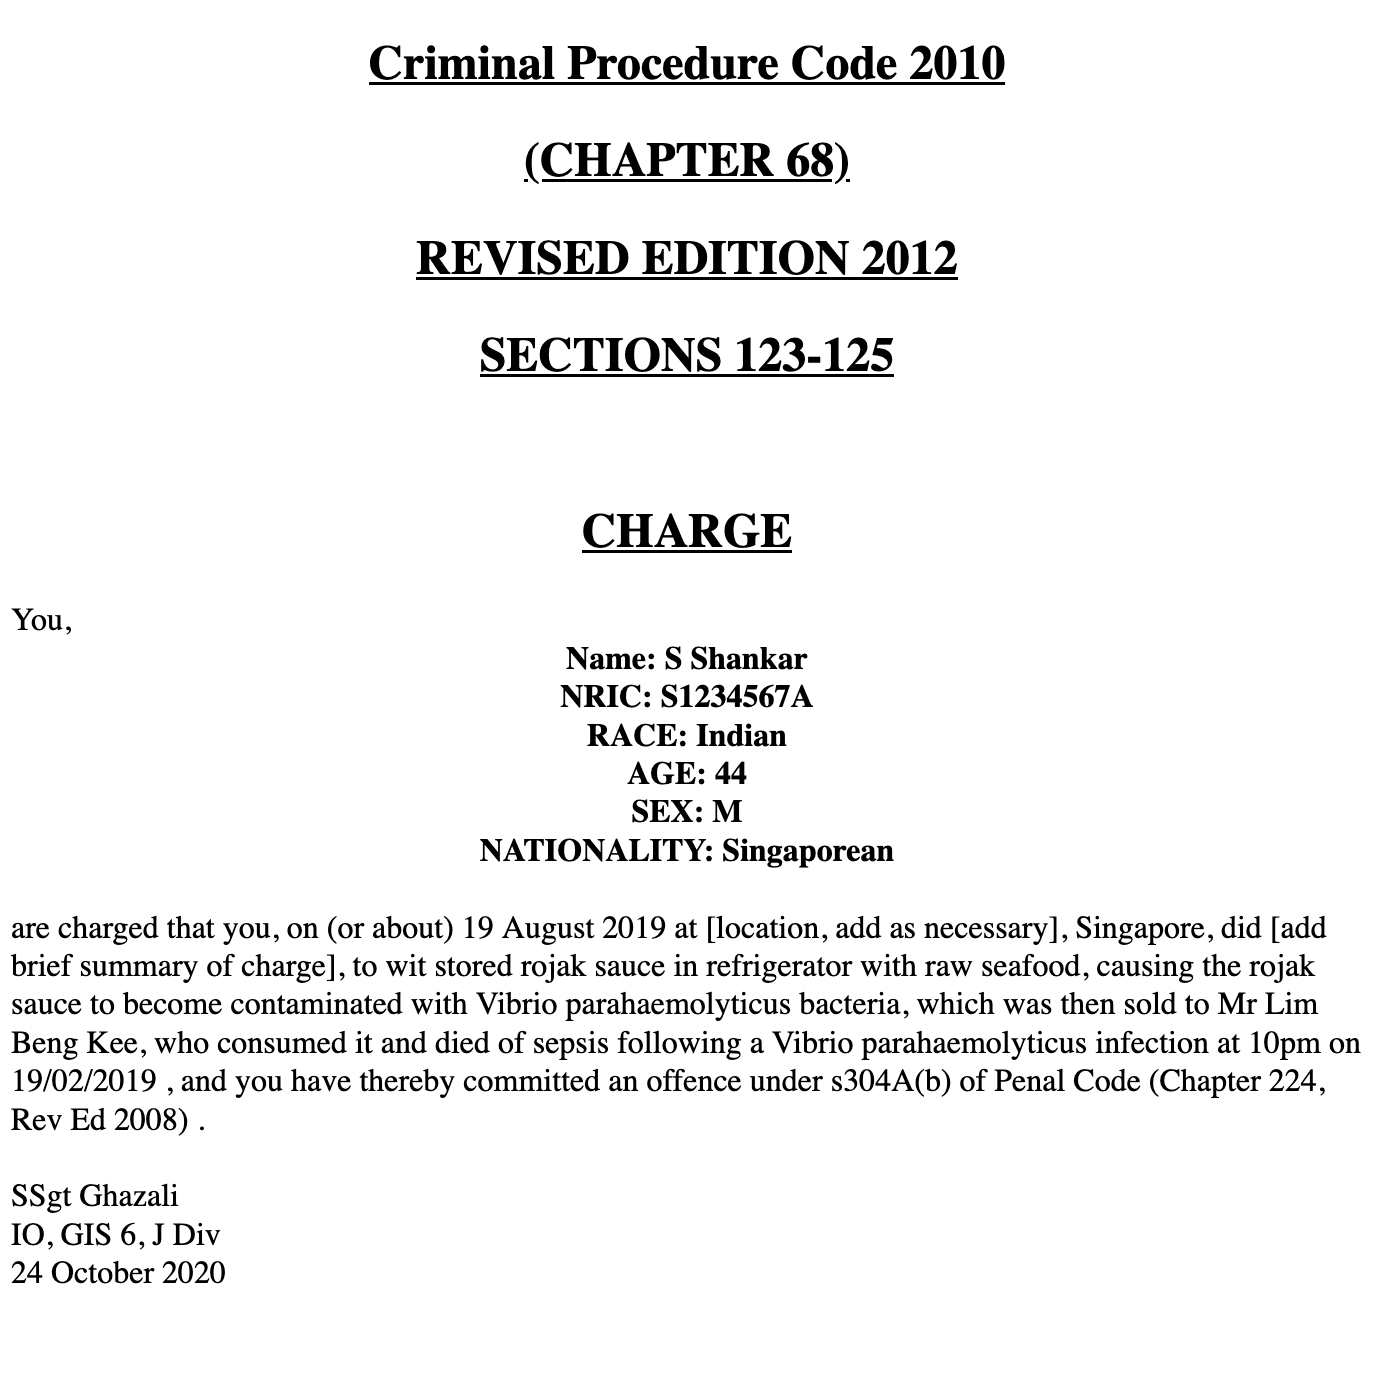 Criminal Procedure Code 2010
(CHAPTER 68)
REVISED EDITION 2012
SECTIONS 123-125
CHARGE
You,
Name: S Shankar
NRIC: S1234567A
RACE: Indian
AGE: 44
SEX: M
NATIONALITY: Singaporean
are charged that you, on (or about) 19 August 2019 at [location, add as necessary], Singapore, did [add
brief summary of charge], to wit stored rojak sauce in refrigerator with raw seafood, causing the rojak
sauce to become contaminated with Vibrio parahaemolyticus bacteria, which was then sold to Mr Lim
Beng Kee, who consumed it and died of sepsis following a Vibrio parahaemolyticus infection at 10pm on
19/02/2019 , and you have thereby committed an offence under s304A(b) of Penal Code (Chapter 224,
Rev Ed 2008) .
SSgt Ghazali
IO, GIS 6, J Div
24 October 2020